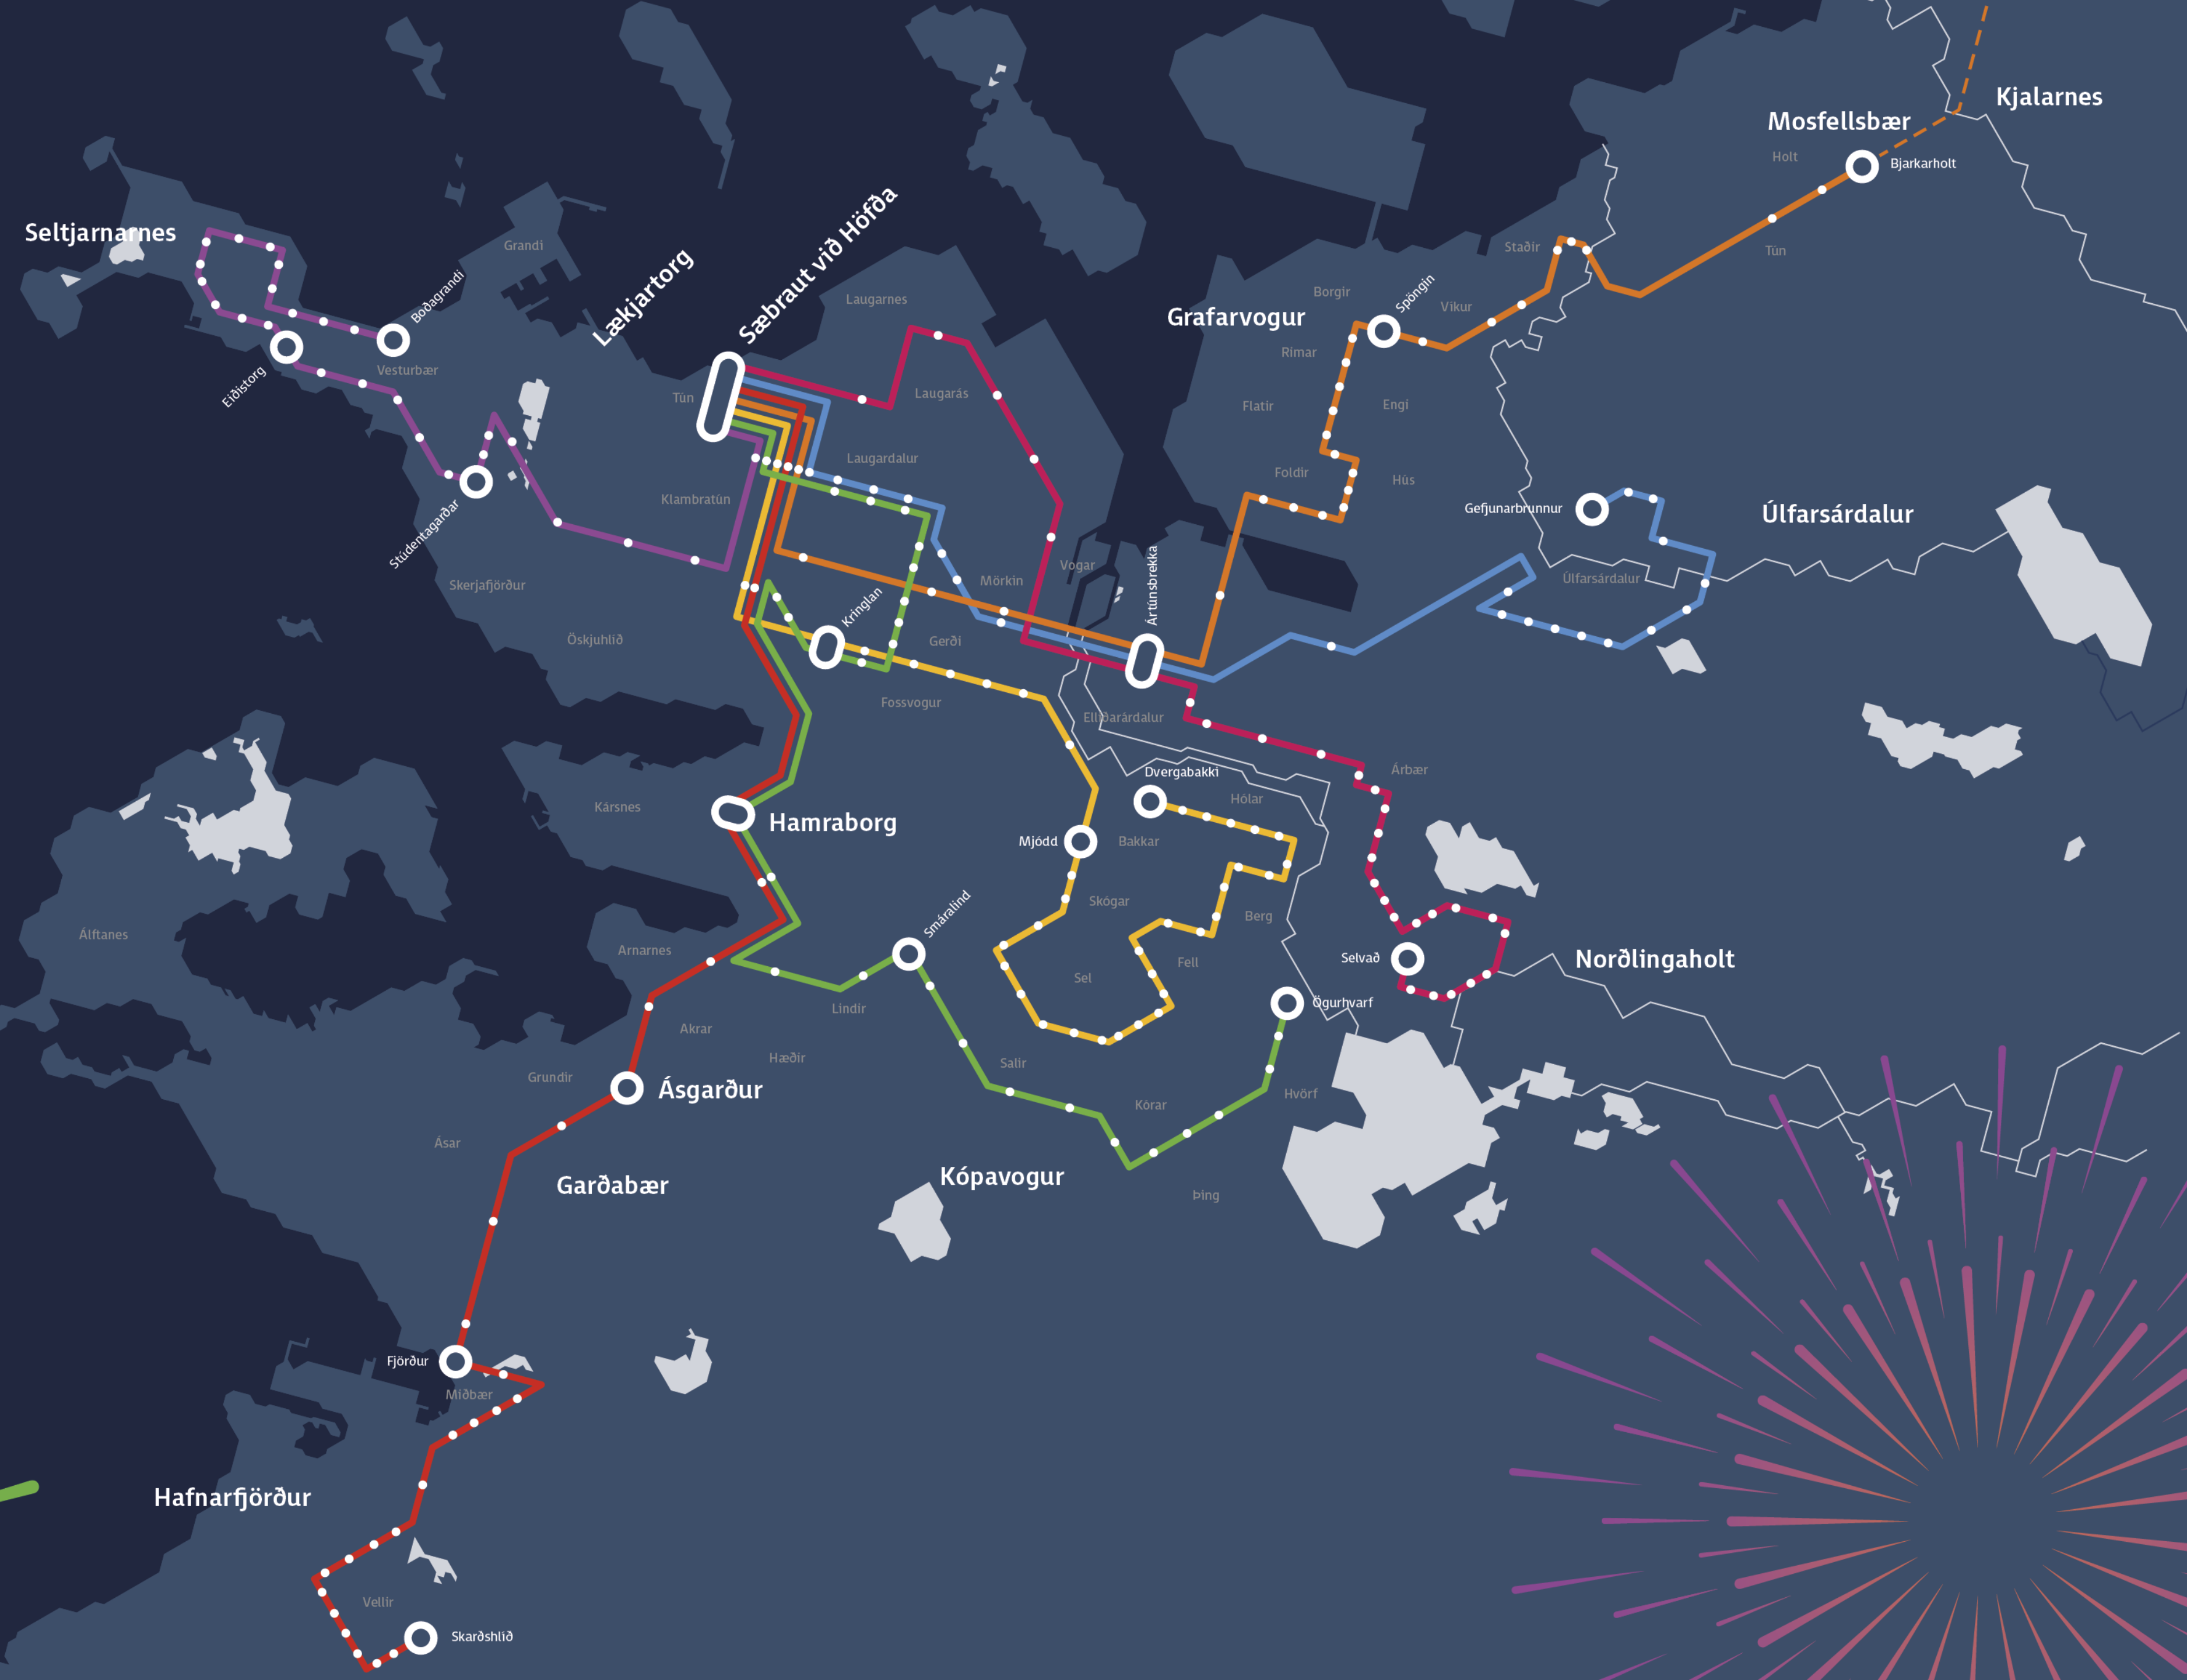 Kjalarnes
Mosfellsbær
Holt
Bjarkarholt
Seltjarnarnes
Grandi
Boðagrandi
Lækjartorg
Sæbraut við Höfða
Staðir
Tún
Borgir
Spöngin
Víkur
Laugarnes
Grafarvogur
Rimar
Vesturbær
Eiðistorg
Tún
Laugarás
Flatir
Engi
Laugardalur
Foldir
Hús
Klambratún
Gefjunarbrunnur
Úlfarsárdalur
Stúdentagarðar
Skerjafjörður
Mörkin
Vogar
Ártúnsbrekka
Úlfarsárdalur
Öskjuhlíð
Kringlan
Gerði
Fossvogur
Elliðarárdalur
Árbær
Dvergabakki
Hólar
Kársnes
Hamraborg
Mjódd
Bakkar
Skógar
Berg
Álftanes
Arnarnes
Smáralind
Selvað
Norðlingaholt
Fell
Sel
Ögurhvarf
Lindir
Akrar
Hæðir
Salir
Grundir
Ásgarður
Hvörf
Kórar
Ásar
Garðabær
Kópavogur
Þing
Fjörður
Miðbær
Hafnarfjörður
Vellir
Skarðshlíð